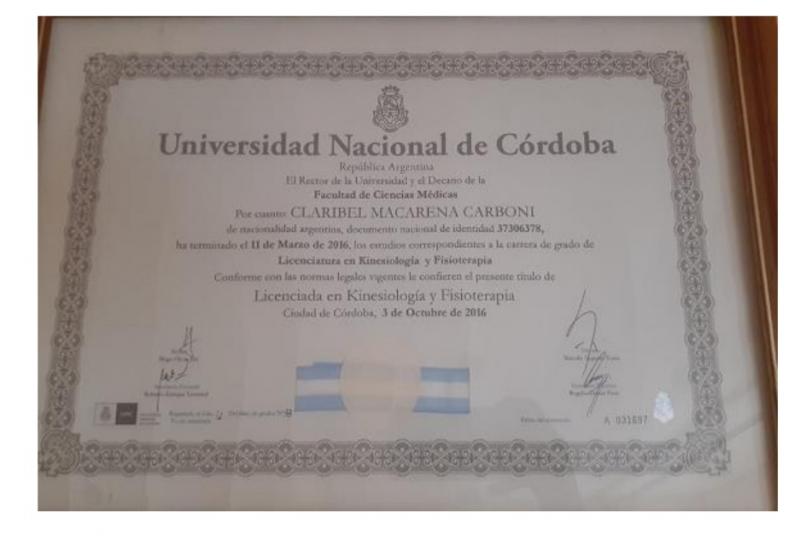 Universidad Nacional de Córdoba
República Argentina
El Rector de la Universidad y el Decano de la
Facultad de Ciencias Médicas
Por cuanto: CLARIBEL MACARENA CARBONI
de nacionalidad argentina, documento nacional de identidad 37306378,
ha terminado el 11 de Marzo de 2016, los estudios correspondientes a la carrera de grado de
Licenciatura en Kinesiología y Fisioterapia
Conforme con las normas legales vigentes le confieren el presente título de
Licenciada en Kinesiología y Fisioterapia
Ciudad de Córdoba, 3 de Octubre de 2016
A 031697